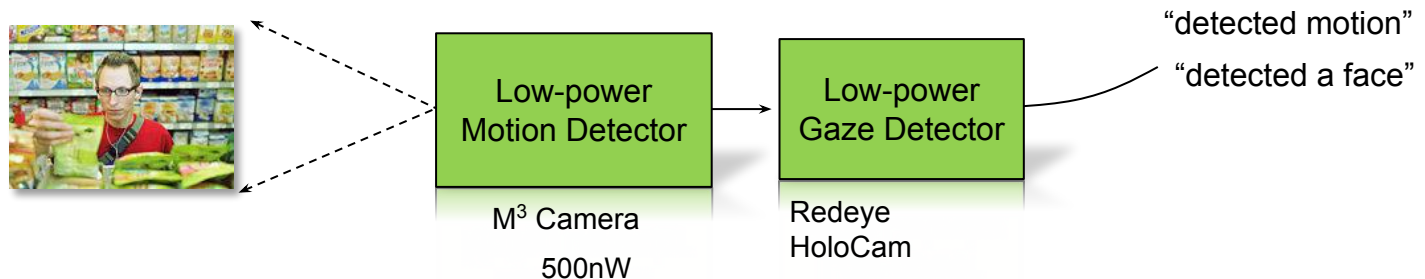 Low-power
Motion Detector
M³ Camera
500nW
Low-power
Gaze Detector
Redeye
HoloCam
“detected motion”
“detected a face”